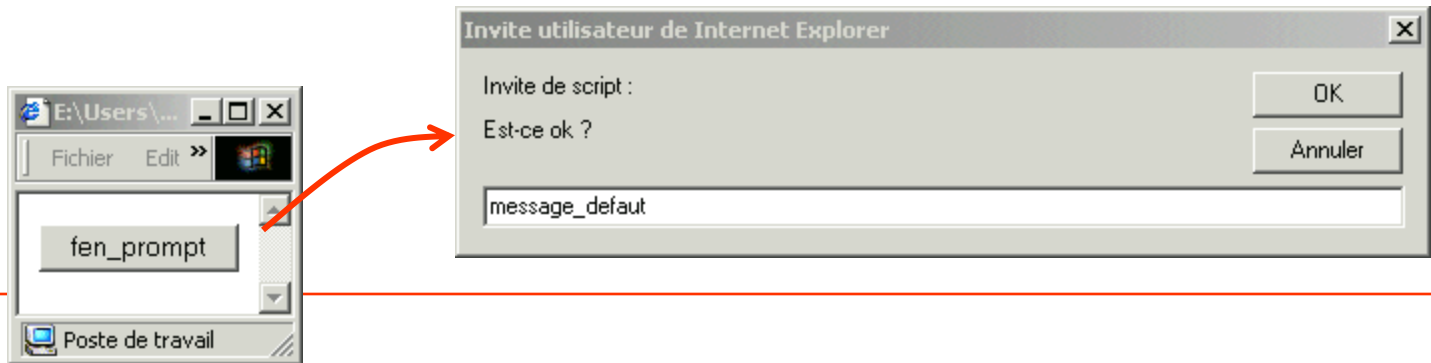 Invite utilisateur de Internet Explorer
Invite de script :
Est-ce ok ?
OK
Annuler
message_defaut
E:\Users\...
Fichier Edit »
fen_prompt
Poste de travail